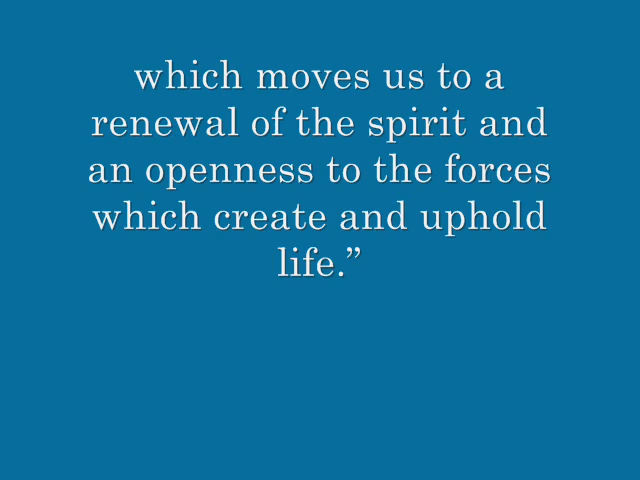 which moves us to a
renewal of the spirit and
an openness to the forces
which create and uphold
life.”